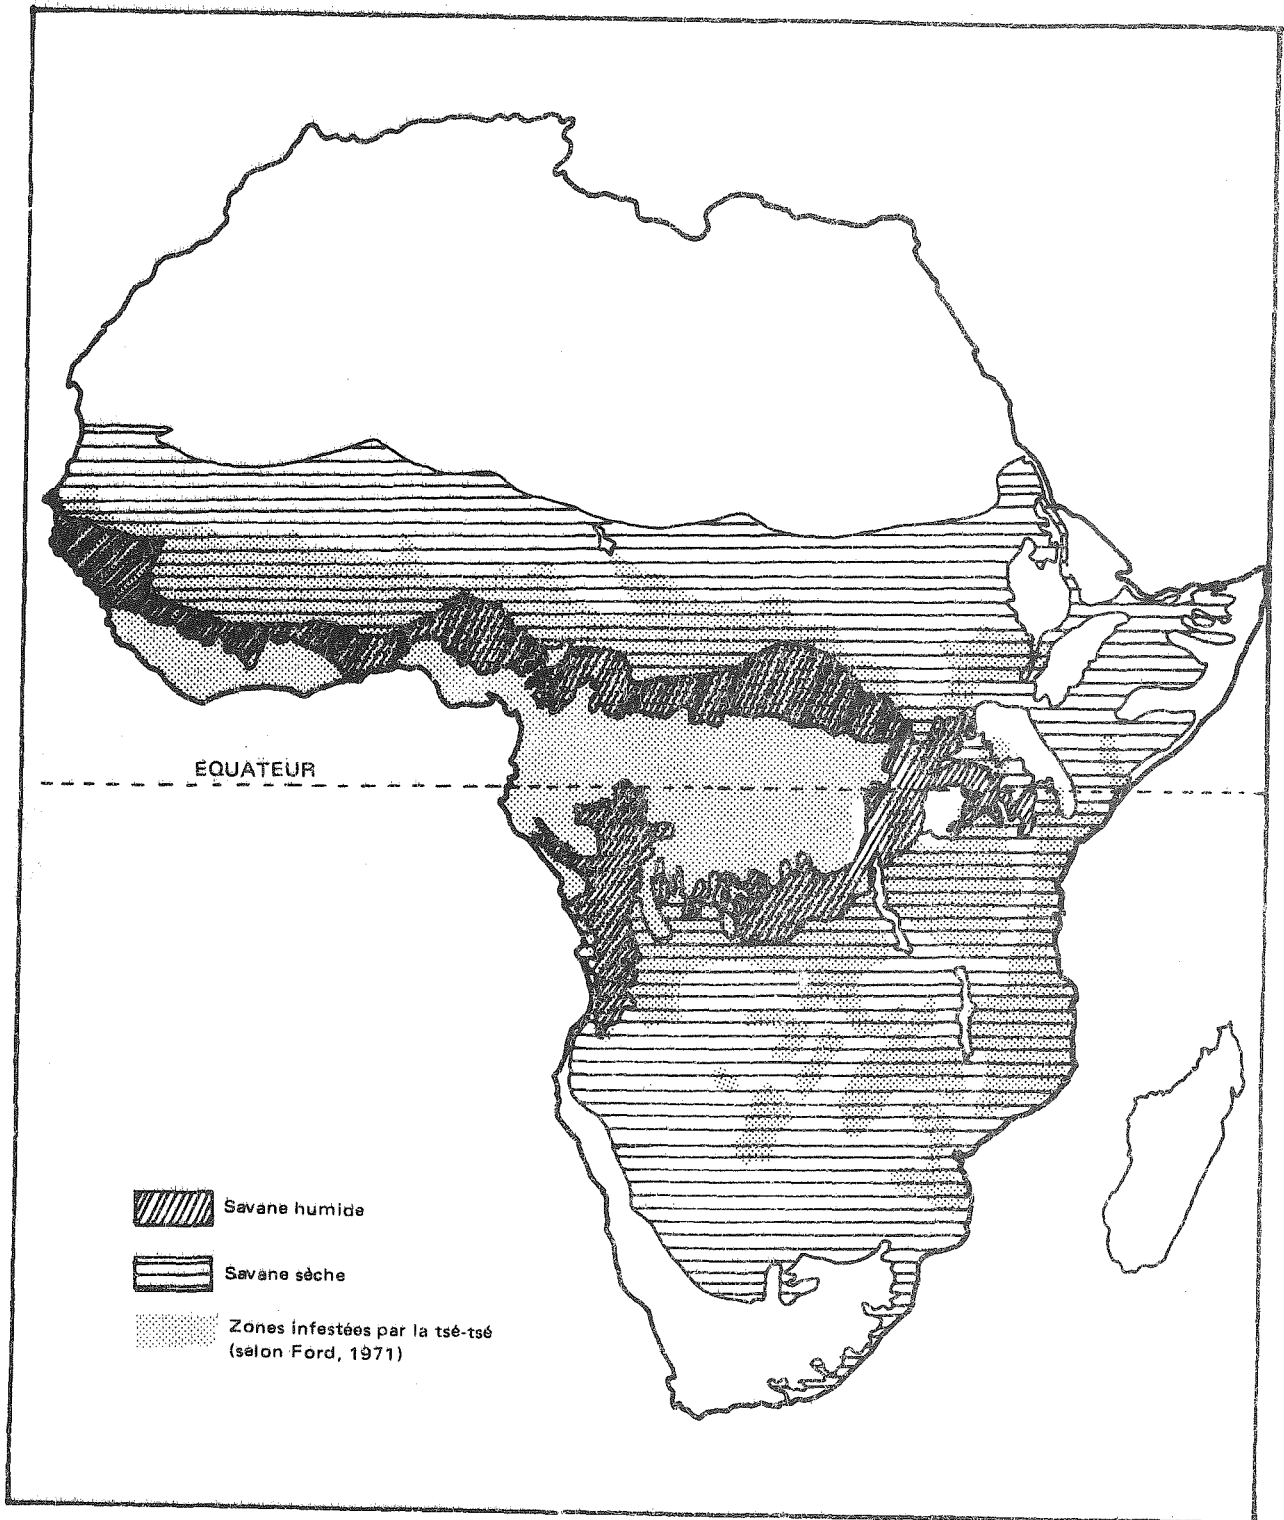 EQUATEUR
Savane humide
Savane sèche
Zones infestées par la tsé-tsé
(selon Ford, 1971)